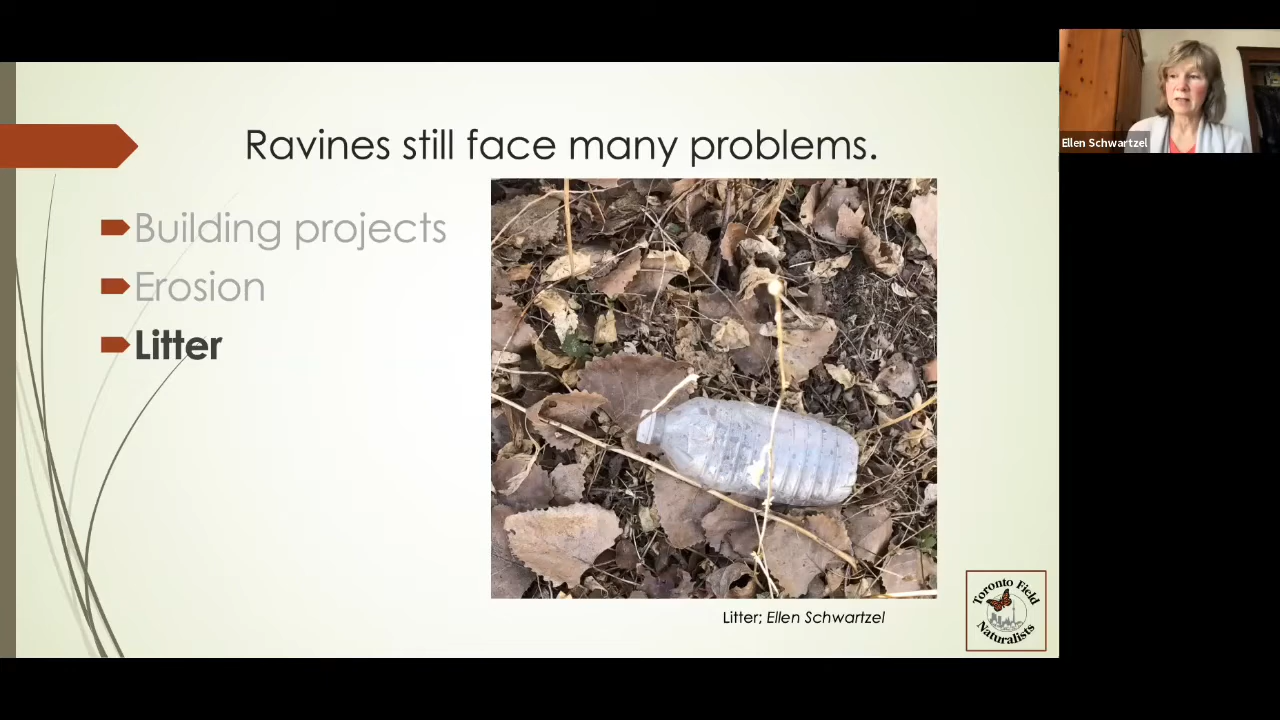 Ravines still face many problems.
Building projects
Erosion
Litter
Litter; Ellen Schwartzel
Toronto Field
Naturalists
Ellen Schwartzel